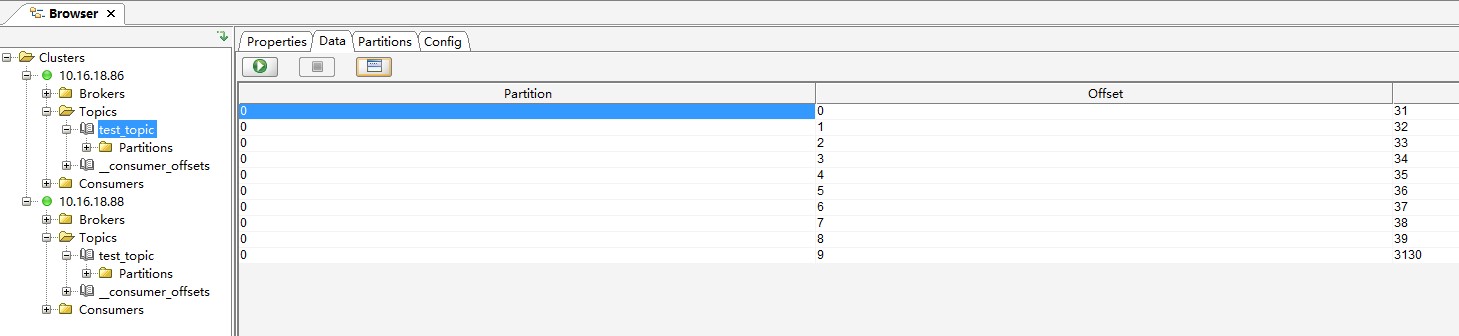 Browser
Clusters
10.16.18.86
Brokers
Topics
test_topic
Partitions
__consumer_offsets
Consumers
10.16.18.88
Brokers
Topics
test_topic
Partitions
__consumer_offsets
Consumers
Properties Data Partitions Config
Partition Offset
0 0 31
0 1 32
0 2 33
0 3 34
0 4 35
0 5 36
0 6 37
0 7 38
0 8 39
0 9 3130